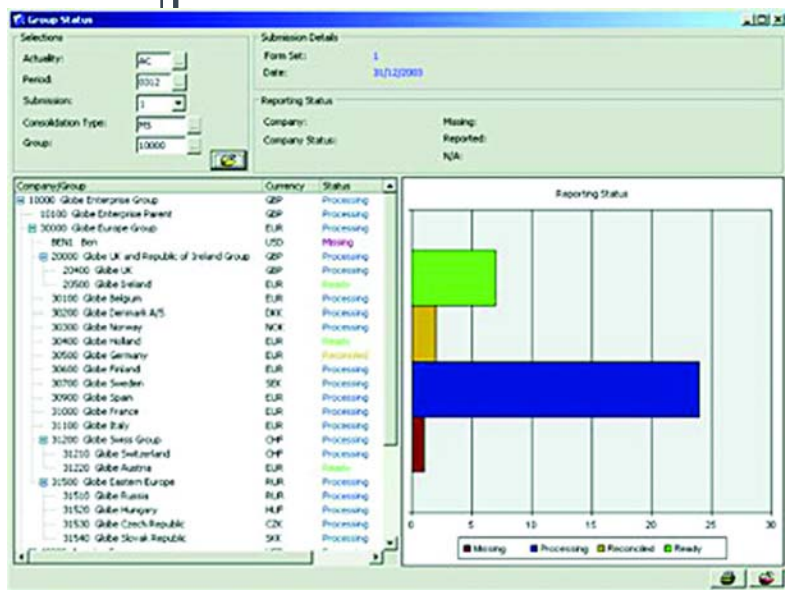 Group Status
Selections
Actuality: AC
Period: 0312
Submission: 1
Consolidation Type: MS
Group: 10000
Submission Details
Form Set: 1
Date: 31/12/2003
Reporting Status
Company: Missing:
Company Status: Reported:
N/A:
Company/Group Currency Status
10000 Globe Enterprise Group GBP Processing
10100 Globe Enterprise Parent GBP Processing
30000 Globe Europe Group EUR Processing
BEN1 Ben USD Missing
20000 Globe UK and Republic of Ireland Group GBP Processing
20400 Globe UK GBP Processing
20500 Globe Ireland EUR Ready
30100 Globe Belgium EUR Processing
30200 Globe Denmark A/S DKK Processing
30300 Globe Norway NOK Processing
30400 Globe Holland EUR Ready
30500 Globe Germany EUR Reconciled
30600 Globe Finland EUR Processing
30700 Globe Sweden SEK Processing
30900 Globe Spain EUR Processing
31000 Globe France EUR Processing
31100 Globe Italy EUR Processing
31200 Globe Swiss Group CHF Processing
31210 Globe Switzerland CHF Processing
31220 Globe Austria EUR Ready
31500 Globe Eastern Europe RUR Processing
31510 Globe Russia RUR Processing
31520 Globe Hungary HUF Processing
31530 Globe Czech Republic CZK Processing
31540 Globe Slovak Republic SKK Processing
Reporting Status
0 5 10 15 20 25 30
Missing Processing Reconciled Ready